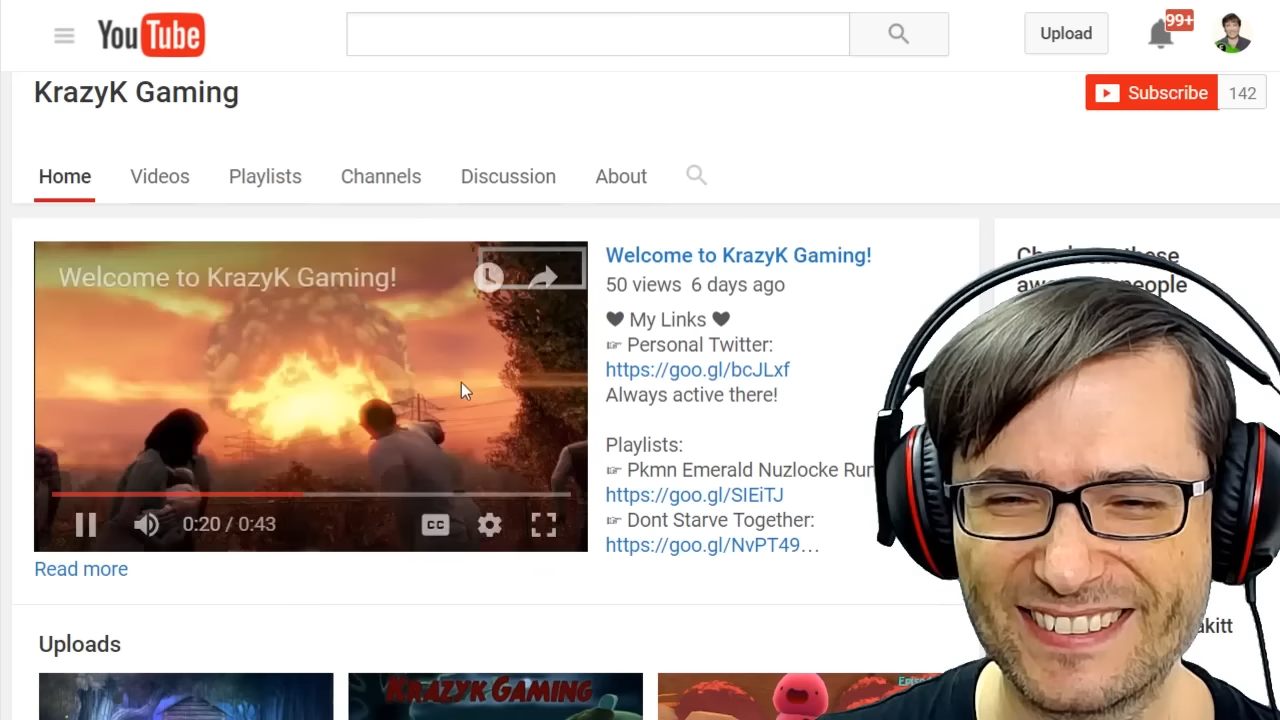 YouTube
Upload
99+
KrazyK Gaming
Subscribe 142
Home Videos Playlists Channels Discussion About
Welcome to KrazyK Gaming!
0:20 / 0:43
CC
Welcome to KrazyK Gaming!
50 views 6 days ago
♥ My Links ♥
☞ Personal Twitter:
https://goo.gl/bcJLxf
Always active there!
Playlists:
☞ Pkmn Emerald Nuzlocke Run
https://goo.gl/SlEiTJ
☞ Dont Starve Together:
https://goo.gl/NvPT49…
Read more
Uploads
KRAZYK GAMING